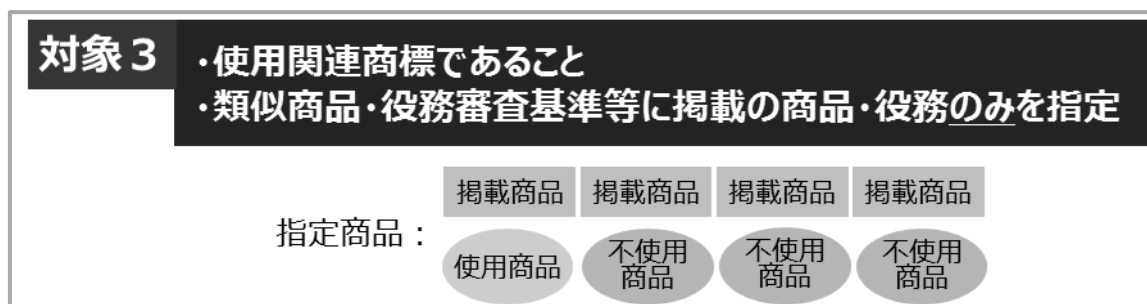 対象３
・使用関連商標であること
・類似商品・役務審査基準等に掲載の商品・役務のみを指定
掲載商品 掲載商品 掲載商品 掲載商品
指定商品：
使用商品 不使用 不使用 不使用
商品 商品 商品